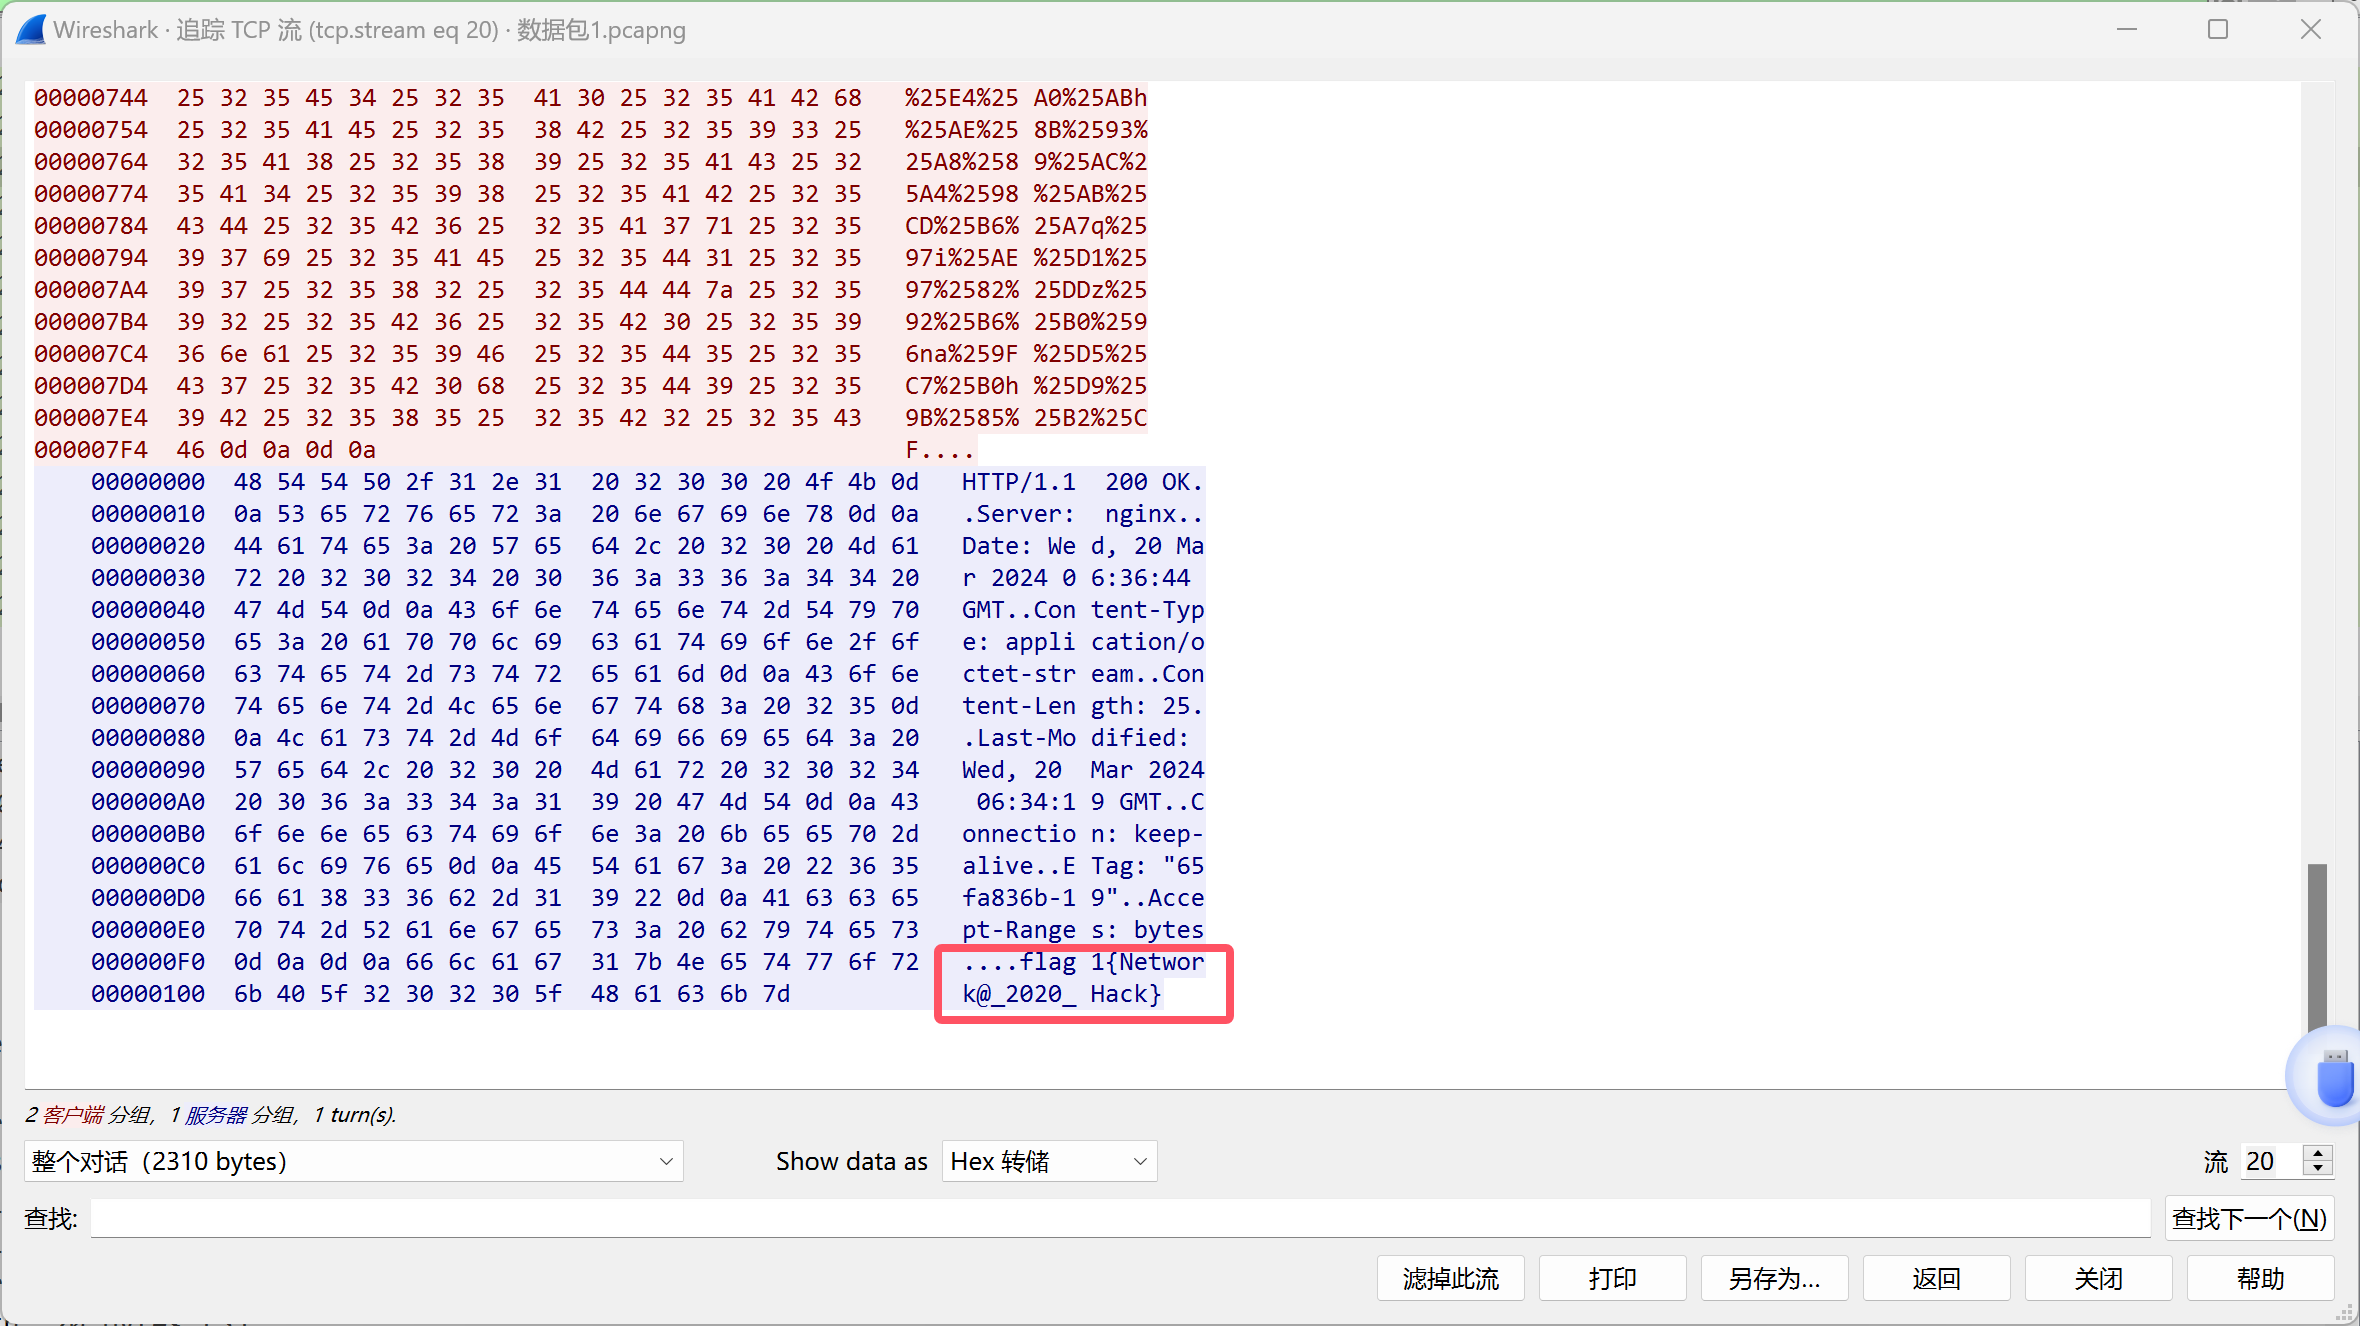 Wireshark · 追踪 TCP 流 (tcp.stream eq 20) · 数据包1.pcapng
00000744  25 32 35 45 34 25 32 35  41 30 25 32 35 41 42 68   %25E4%25 A0%25ABh
00000754  25 32 35 41 45 25 32 35  38 42 25 32 35 39 33 25   %25AE%25 8B%2593%
00000764  32 35 41 38 25 32 35 38  39 25 32 35 41 43 25 32   25A8%258 9%25AC%2
00000774  35 41 34 25 32 35 39 38  25 32 35 41 42 25 32 35   5A4%2598 %25AB%25
00000784  43 44 25 32 35 42 36 25  32 35 41 37 71 25 32 35   CD%25B6% 25A7q%25
00000794  39 37 69 25 32 35 41 45  25 32 35 44 31 25 32 35   97i%25AE %25D1%25
000007A4  39 37 25 32 35 38 32 25  32 35 44 44 7a 25 32 35   97%2582% 25DDz%25
000007B4  39 32 25 32 35 42 36 25  32 35 42 30 25 32 35 39   92%25B6% 25B0%259
000007C4  36 6e 61 25 32 35 39 46  25 32 35 44 35 25 32 35   6na%259F %25D5%25
000007D4  43 37 25 32 35 42 30 68  25 32 35 44 39 25 32 35   C7%25B0h %25D9%25
000007E4  39 42 25 32 35 38 35 25  32 35 42 32 25 32 35 43   9B%2585% 25B2%25C
000007F4  46 0d 0a 0d 0a   F....
00000000  48 54 54 50 2f 31 2e 31  20 32 30 30 20 4f 4b 0d   HTTP/1.1  200 OK.
00000010  0a 53 65 72 76 65 72 3a  20 6e 67 69 6e 78 0d 0a   .Server:  nginx..
00000020  44 61 74 65 3a 20 57 65  64 2c 20 32 30 20 4d 61   Date: We d, 20 Ma
00000030  72 20 32 30 32 34 20 30  36 3a 33 36 3a 34 34 20   r 2024 0 6:36:44
00000040  47 4d 54 0d 0a 43 6f 6e  74 65 6e 74 2d 54 79 70   GMT..Con tent-Typ
00000050  65 3a 20 61 70 70 6c 69  63 61 74 69 6f 6e 2f 6f   e: appli cation/o
00000060  63 74 65 74 2d 73 74 72  65 61 6d 0d 0a 43 6f 6e   ctet-str eam..Con
00000070  74 65 6e 74 2d 4c 65 6e  67 74 68 3a 20 32 35 0d   tent-Len gth: 25.
00000080  0a 4c 61 73 74 2d 4d 6f  64 69 66 69 65 64 3a 20   .Last-Mo dified:
00000090  57 65 64 2c 20 32 30 20  4d 61 72 20 32 30 32 34   Wed, 20  Mar 2024
000000A0  20 30 36 3a 33 34 3a 31  39 20 47 4d 54 0d 0a 43    06:34:1 9 GMT..C
000000B0  6f 6e 6e 65 63 74 69 6f  6e 3a 20 6b 65 65 70 2d   onnectio n: keep-
000000C0  61 6c 69 76 65 0d 0a 45  54 61 67 3a 20 22 36 35   alive..E Tag: "65
000000D0  66 61 38 33 36 62 2d 31  39 22 0d 0a 41 63 63 65   fa836b-1 9"..Acce
000000E0  70 74 2d 52 61 6e 67 65  73 3a 20 62 79 74 65 73   pt-Range s: bytes
000000F0  0d 0a 0d 0a 66 6c 61 67  31 7b 4e 65 74 77 6f 72   ....flag 1{Networ
00000100  6b 40 5f 32 30 32 30 5f  48 61 63 6b 7d   k@_2020_ Hack}
2 客户端 分组, 1 服务器 分组, 1 turn(s).
整个对话（2310 bytes） Show data as Hex 转储 流 20
查找: 查找下一个(N)
滤掉此流 打印 另存为... 返回 关闭 帮助